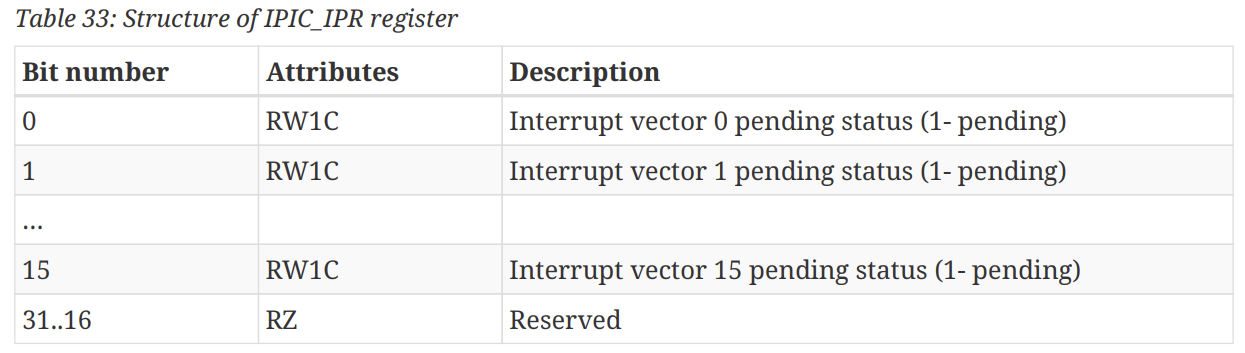 Table 33: Structure of IPIC_IPR register
Bit number Attributes Description
0 RW1C Interrupt vector 0 pending status (1- pending)
1 RW1C Interrupt vector 1 pending status (1- pending)
…
15 RW1C Interrupt vector 15 pending status (1- pending)
31..16 RZ Reserved